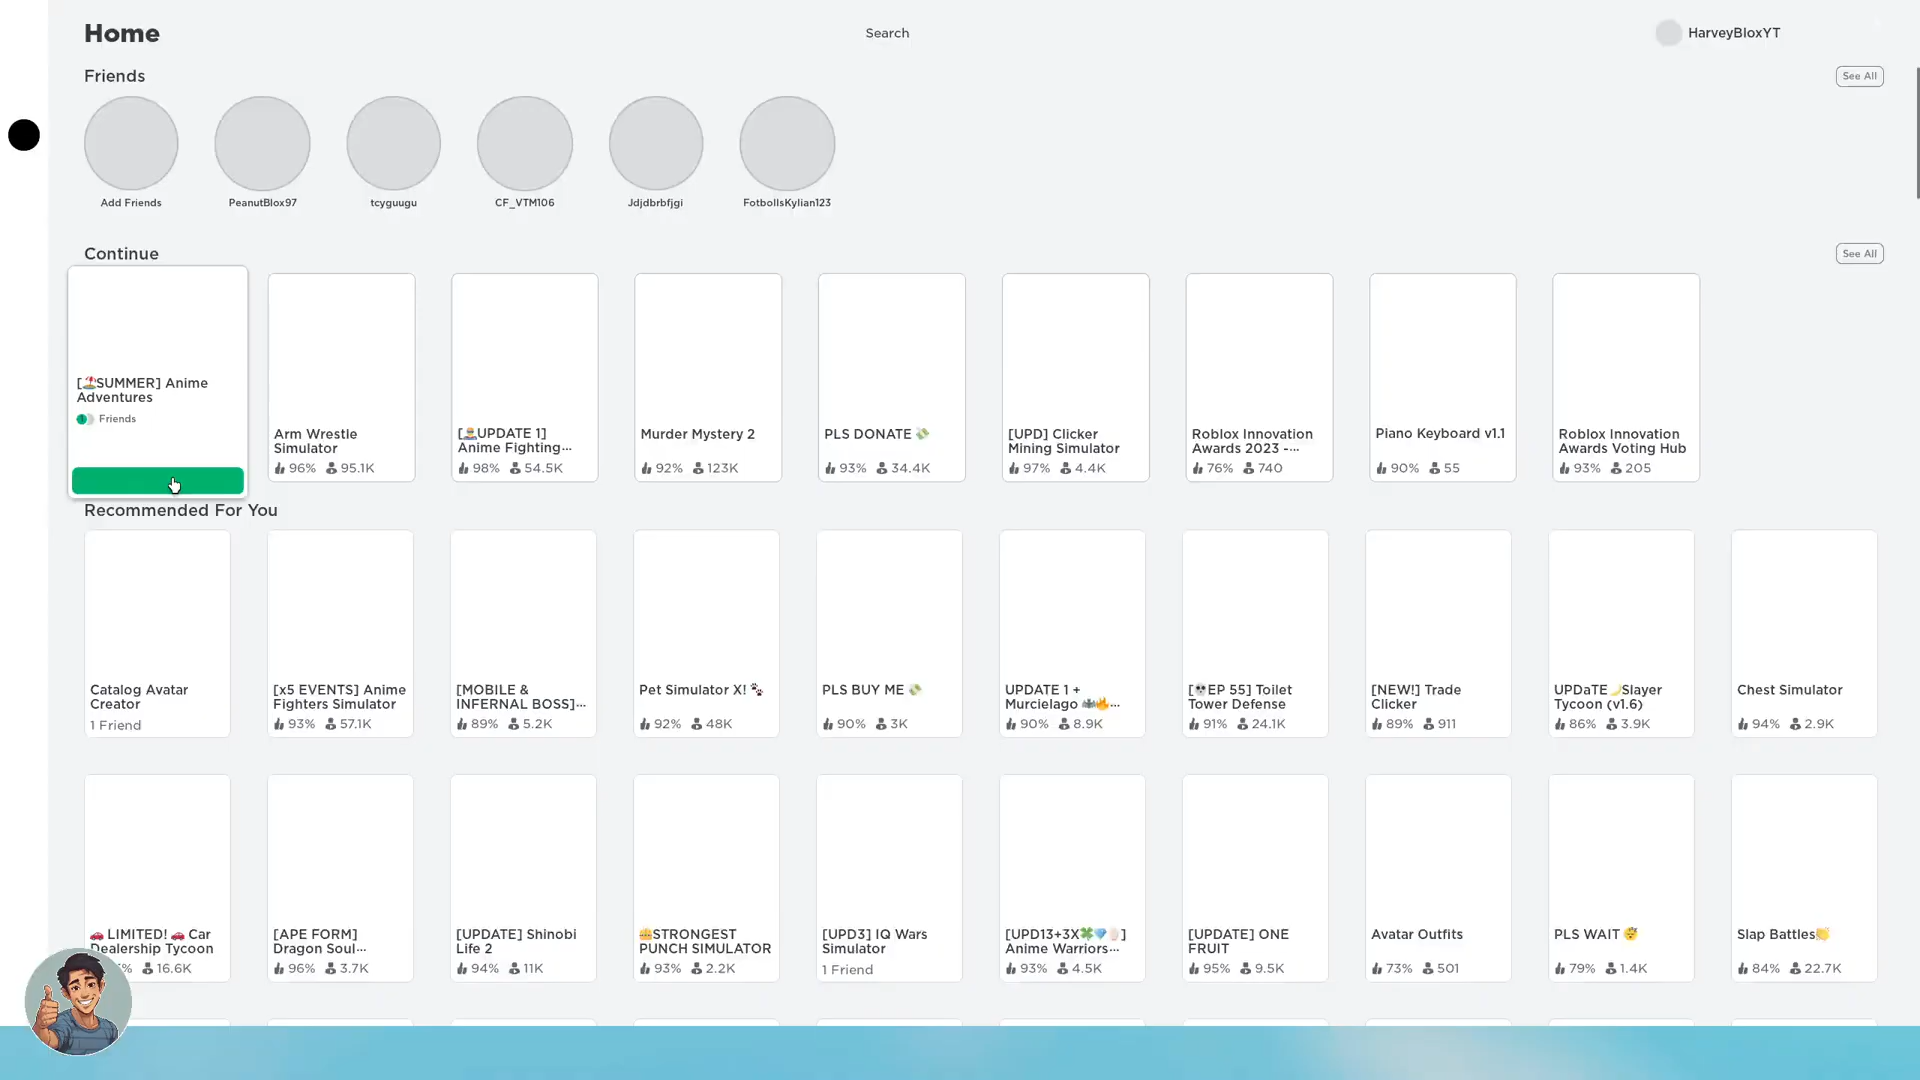 Home
Search
HarveyBloxYT
Friends
See All
Add Friends
PeanutBlox97
tcyguugu
CF_VTM106
Jdjdbrbfjgi
FotbollsKylian123
Continue
See All
[🏖️SUMMER] Anime
Adventures
Friends
Arm Wrestle
Simulator
96% 95.1K
UPDATE 1]
Anime Fighting...
98% 54.5K
Murder Mystery 2
92% 123K
PLS DONATE 💸
93% 34.4K
[UPD] Clicker
Mining Simulator
97% 4.4K
Roblox Innovation
Awards 2023 -...
76% 740
Piano Keyboard v1.1
90% 55
Roblox Innovation
Awards Voting Hub
93% 205
Recommended For You
Catalog Avatar
Creator
1 Friend
[x5 EVENTS] Anime
Fighters Simulator
93% 57.1K
[MOBILE &
INFERNAL BOSS]...
89% 5.2K
Pet Simulator X! 🐾
92% 48K
PLS BUY ME 💸
90% 3K
UPDATE 1 +
Murcielago 🦇🔥...
90% 8.9K
[💀EP 55] Toilet
Tower Defense
91% 24.1K
[NEW!] Trade
Clicker
89% 911
UPDaTE🌙Slayer
Tycoon (v1.6)
86% 3.9K
Chest Simulator
94% 2.9K
🚗 LIMITED! 🚗 Car
Dealership Tycoon
% 16.6K
[APE FORM]
Dragon Soul...
96% 3.7K
[UPDATE] Shinobi
Life 2
94% 11K
👊STRONGEST
PUNCH SIMULATOR
93% 2.2K
[UPD3] IQ Wars
Simulator
1 Friend
[UPD13+3X🍀💎✋🏻]
Anime Warriors...
93% 4.5K
[UPDATE] ONE
FRUIT
95% 9.5K
Avatar Outfits
73% 501
PLS WAIT 😴
79% 1.4K
Slap Battles👏
84% 22.7K